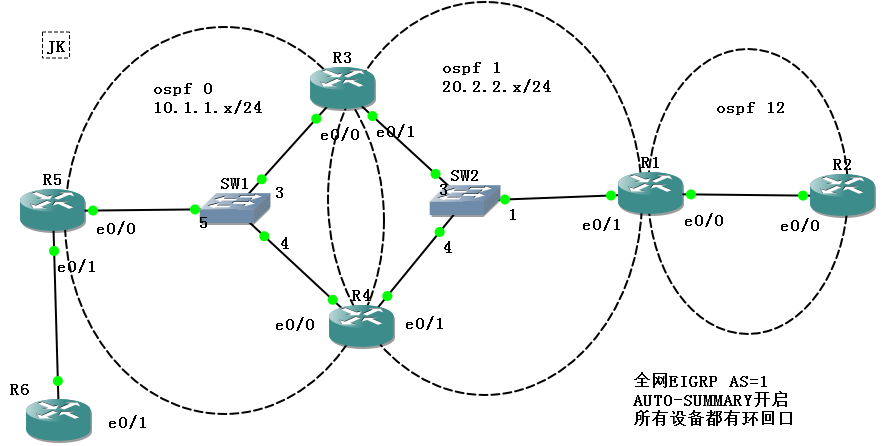 JK
R3
ospf 0
10.1.1.x/24
ospf 1
20.2.2.x/24
ospf 12
e0/0
e0/1
R5
SW1
3
SW2
3
R1
R2
5
e0/0
4
1
4
e0/1
e0/0
e0/0
e0/1
R4
e0/0
e0/1
R6
e0/1
全网EIGRP AS=1
AUTO-SUMMARY开启
所有设备都有环回口